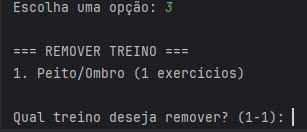 Escolha uma opção: 3
=== REMOVER TREINO ===
1. Peito/Ombro (1 exercícios)
Qual treino deseja remover? (1-1):